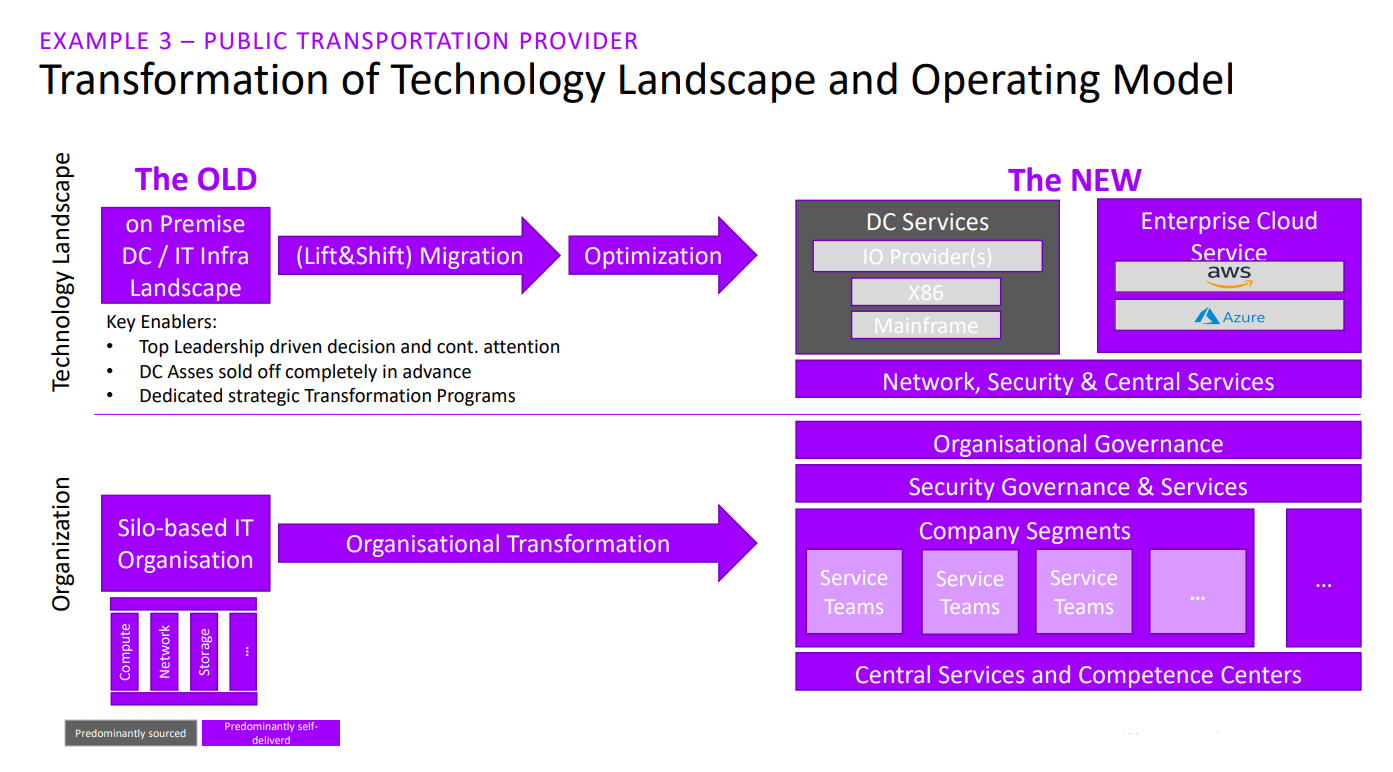 EXAMPLE 3 – PUBLIC TRANSPORTATION PROVIDER
Transformation of Technology Landscape and Operating Model
Technology Landscape
The OLD
on Premise
DC / IT Infra
Landscape
(Lift&Shift) Migration
Optimization
Key Enablers:
• Top Leadership driven decision and cont. attention
• DC Asses sold off completely in advance
• Dedicated strategic Transformation Programs
The NEW
DC Services
IO Provider(s)
X86
Mainframe
Enterprise Cloud
Service
aws
Azure
Network, Security & Central Services
Organization
Silo-based IT
Organisation
Compute
Network
Storage
...
Organisational Transformation
Organisational Governance
Security Governance & Services
Company Segments
Service
Teams
Service
Teams
Service
Teams
...
...
Central Services and Competence Centers
Predominantly sourced
Predominantly self-
deliverd